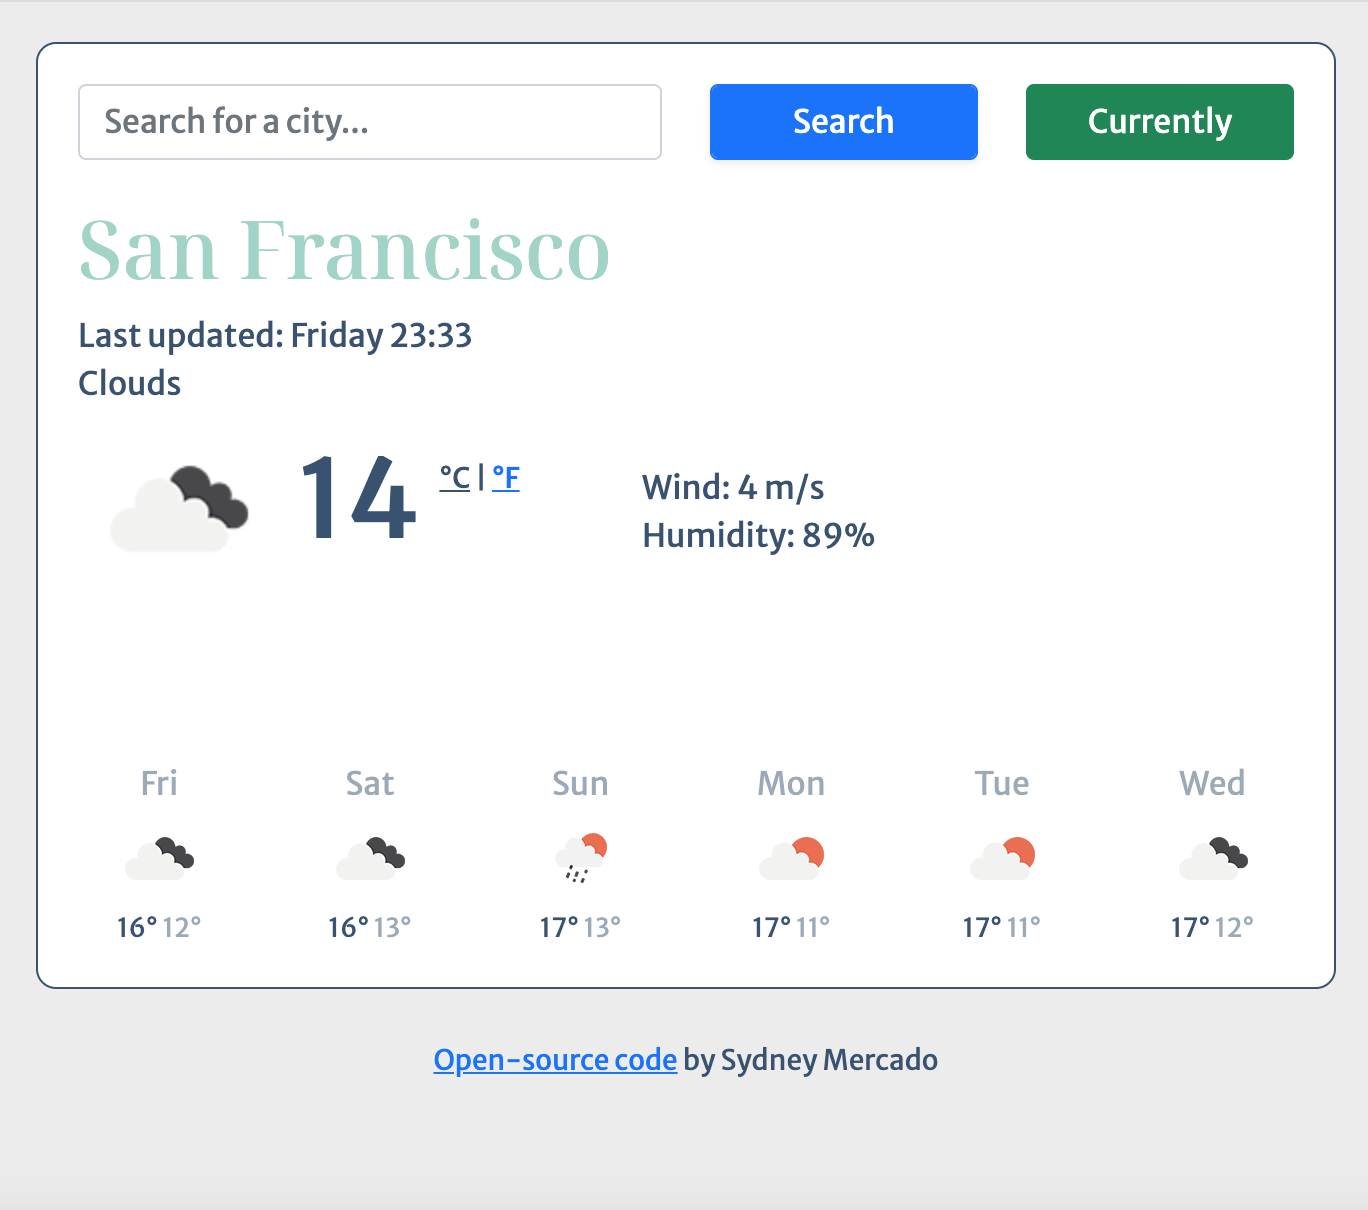 Search for a city...
Search
Currently
San Francisco
Last updated: Friday 23:33
Clouds
14 °C | °F
Wind: 4 m/s
Humidity: 89%
Fri Sat Sun Mon Tue Wed
16° 12° 16° 13° 17° 13° 17° 11° 17° 11° 17° 12°
Open-source code by Sydney Mercado